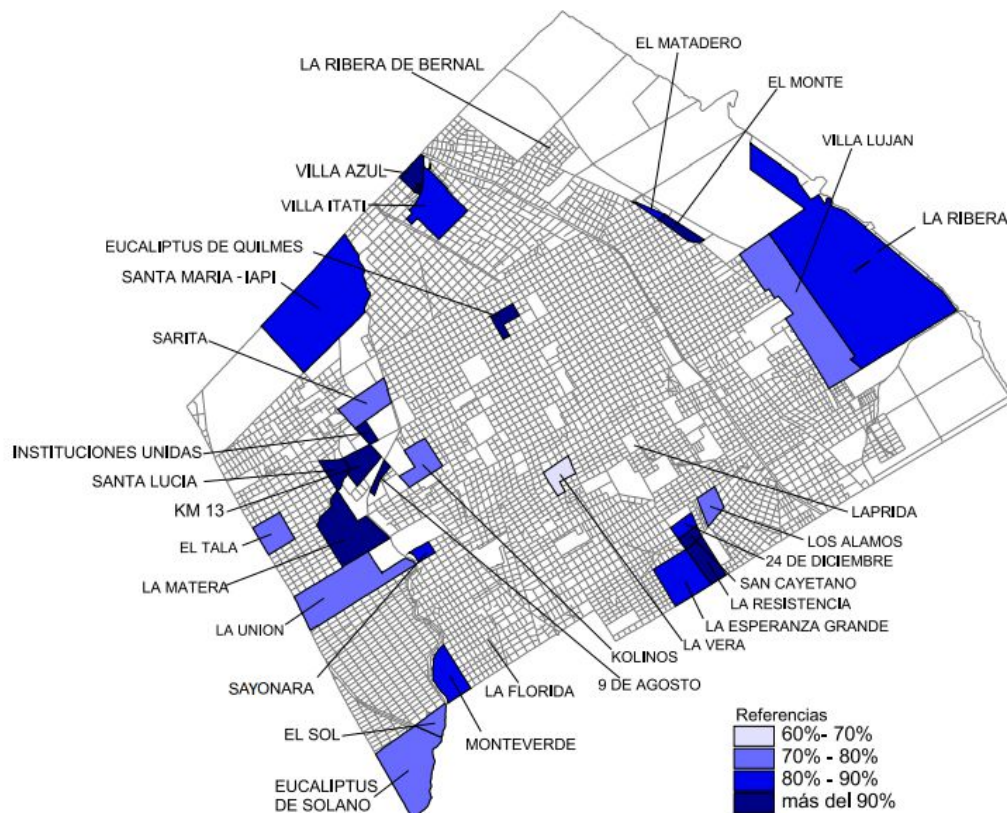 EL MATADERO
LA RIBERA DE BERNAL
EL MONTE
VILLA LUJAN
VILLA AZUL
VILLA ITATI
LA RIBERA
EUCALIPTUS DE QUILMES
SANTA MARIA - IAPI
SARITA
INSTITUCIONES UNIDAS
SANTA LUCIA
KM 13
LAPRIDA
EL TALA
LOS ALAMOS
24 DE DICIEMBRE
LA MATERA
SAN CAYETANO
LA RESISTENCIA
LA UNION
LA ESPERANZA GRANDE
LA VERA
KOLINOS
SAYONARA
LA FLORIDA
9 DE AGOSTO
EL SOL
MONTEVERDE
EUCALIPTUS
DE SOLANO
Referencias
60%- 70%
70% - 80%
80% - 90%
más del 90%